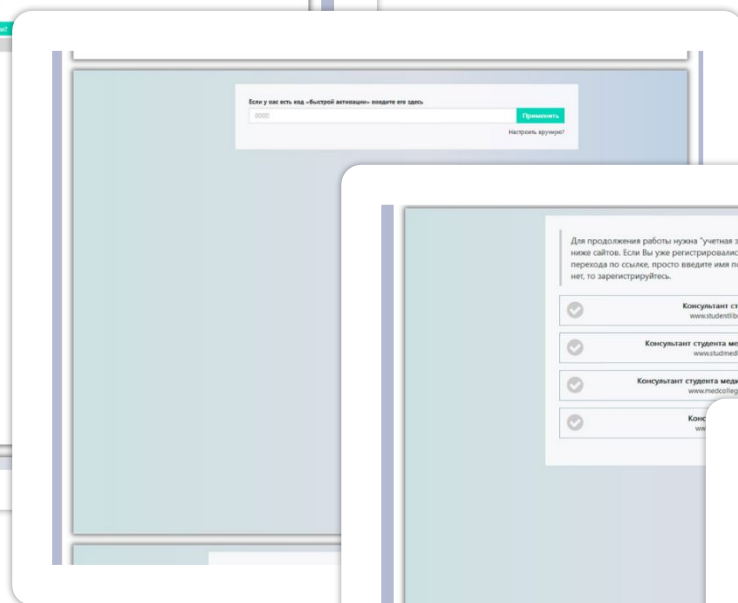 Если у вас есть код «быстрой активации» введите его здесь
0000
Применить
Настроить вручную?
Для продолжения работы нужна "учетная з
ниже сайтов. Если Вы уже регистрировалис
перехода по ссылке, просто введите имя по
нет, то зарегистрируйтесь.
Консультант ст
www.studentlib
Консультант студента ме
www.studmedl
Консультант студента меди
www.medcolleg
Конс
ww